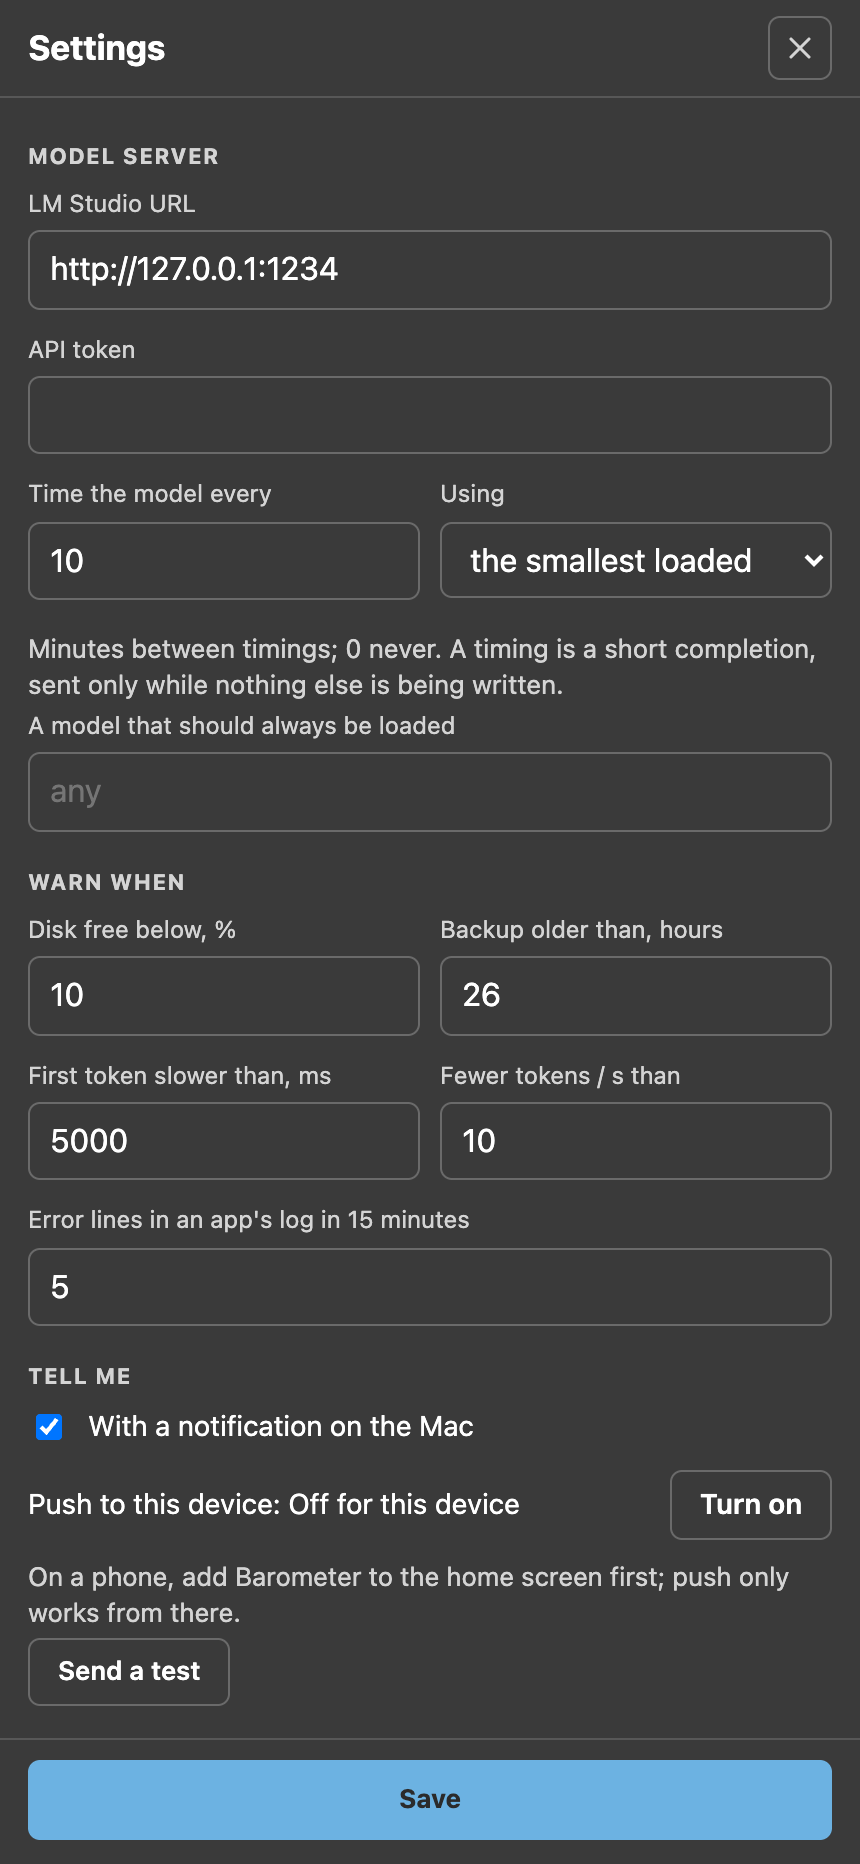 Settings
MODEL SERVER
LM Studio URL
http://127.0.0.1:1234
API token
Time the model every
Using
10
the smallest loaded
Minutes between timings; 0 never. A timing is a short completion,
sent only while nothing else is being written.
A model that should always be loaded
any
WARN WHEN
Disk free below, %
Backup older than, hours
10
26
First token slower than, ms
Fewer tokens / s than
5000
10
Error lines in an app's log in 15 minutes
5
TELL ME
With a notification on the Mac
Push to this device: Off for this device
Turn on
On a phone, add Barometer to the home screen first; push only
works from there.
Send a test
Save